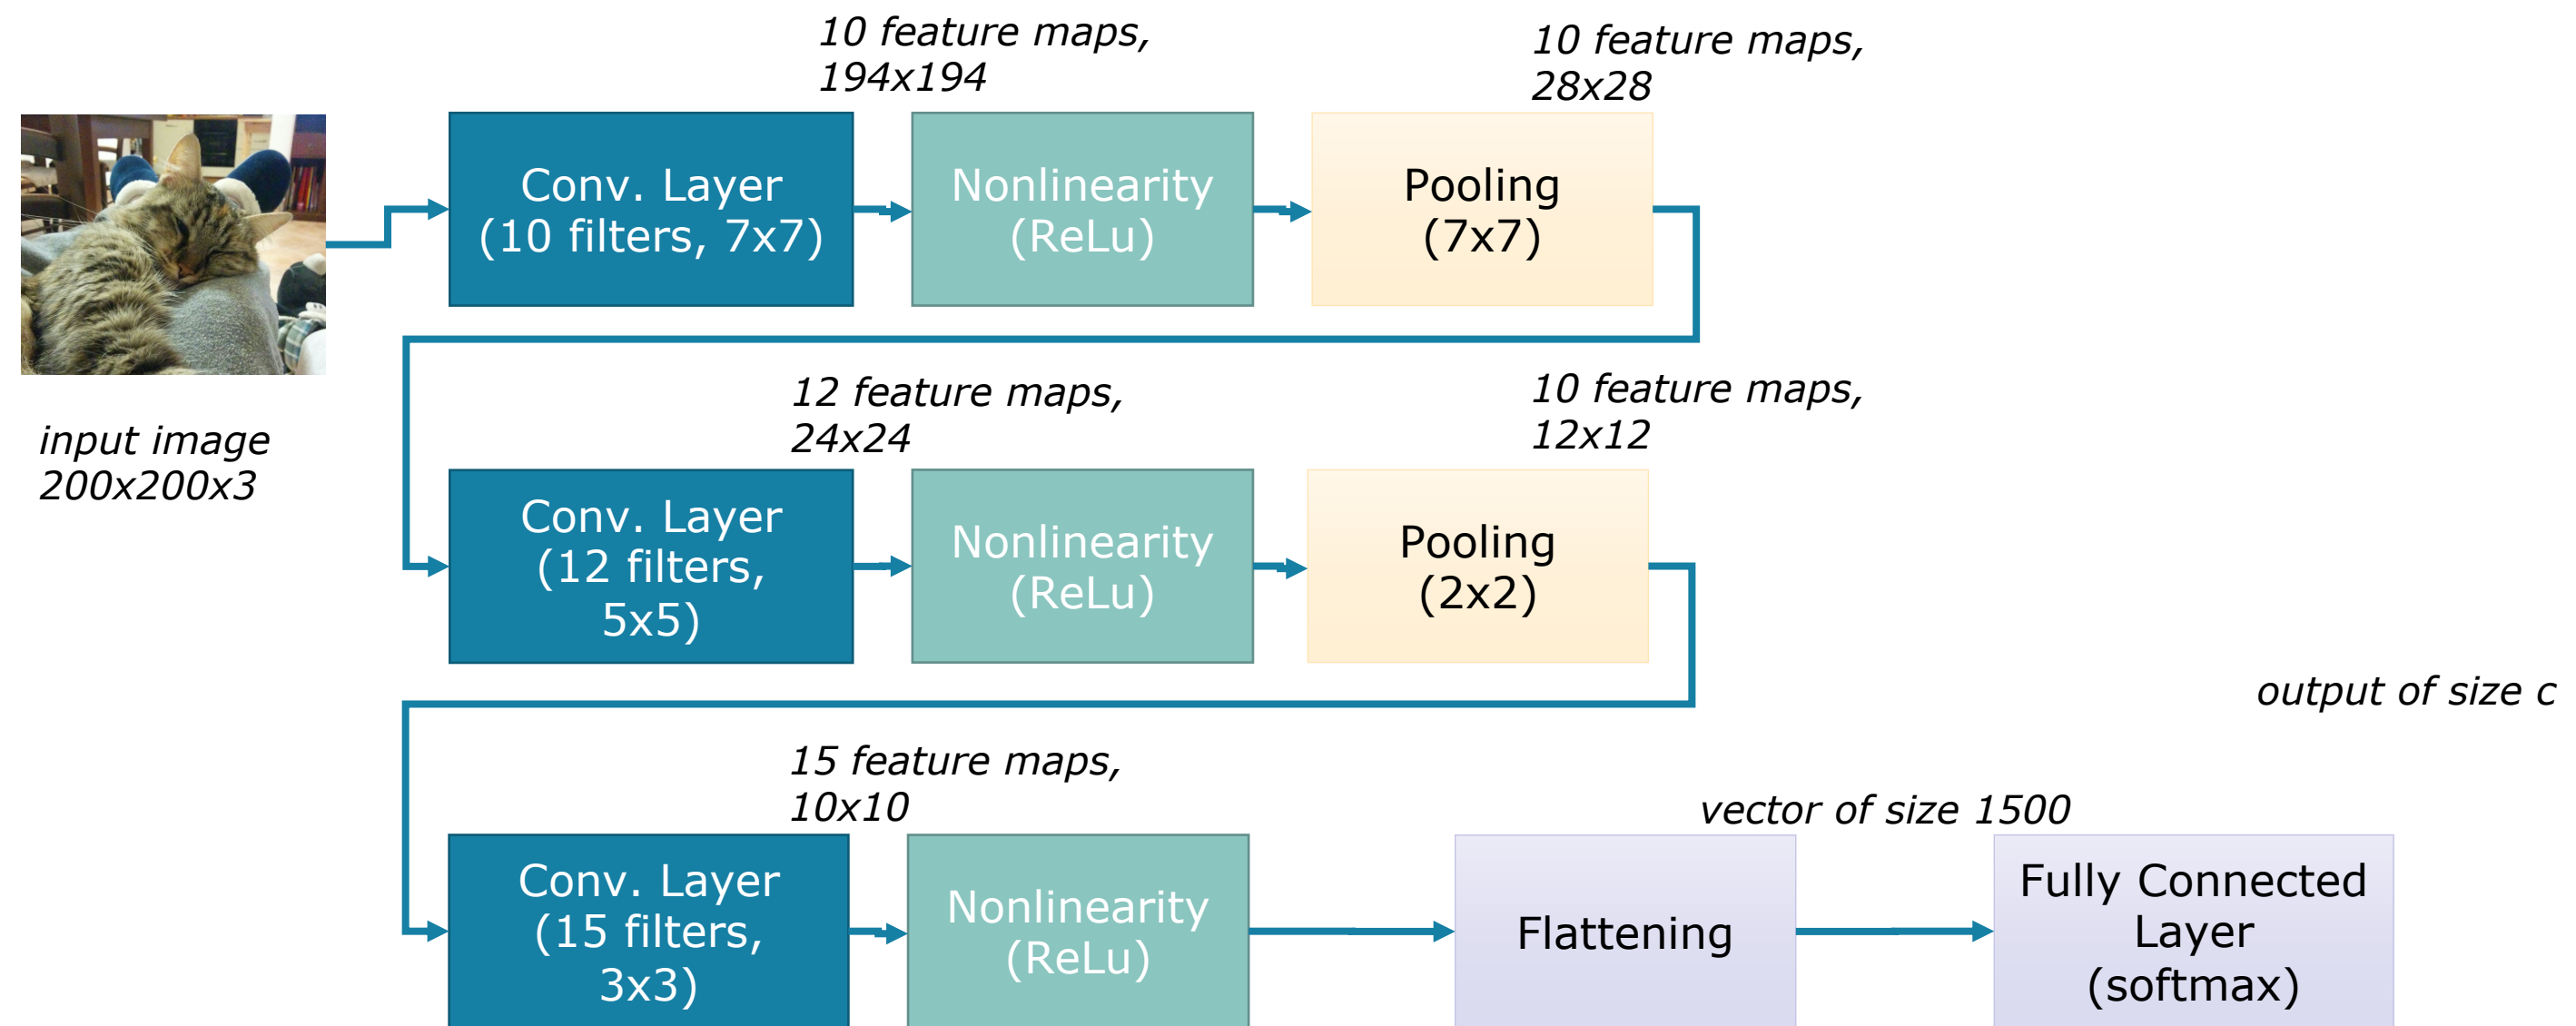 10 feature maps,
194x194
10 feature maps,
28x28
Conv. Layer
(10 filters, 7x7)
Nonlinearity
(ReLu)
Pooling
(7x7)
input image
200x200x3
12 feature maps,
24x24
10 feature maps,
12x12
Conv. Layer
(12 filters,
5x5)
Nonlinearity
(ReLu)
Pooling
(2x2)
output of size c
15 feature maps,
10x10
vector of size 1500
Conv. Layer
(15 filters,
3x3)
Nonlinearity
(ReLu)
Flattening
Fully Connected
Layer
(softmax)